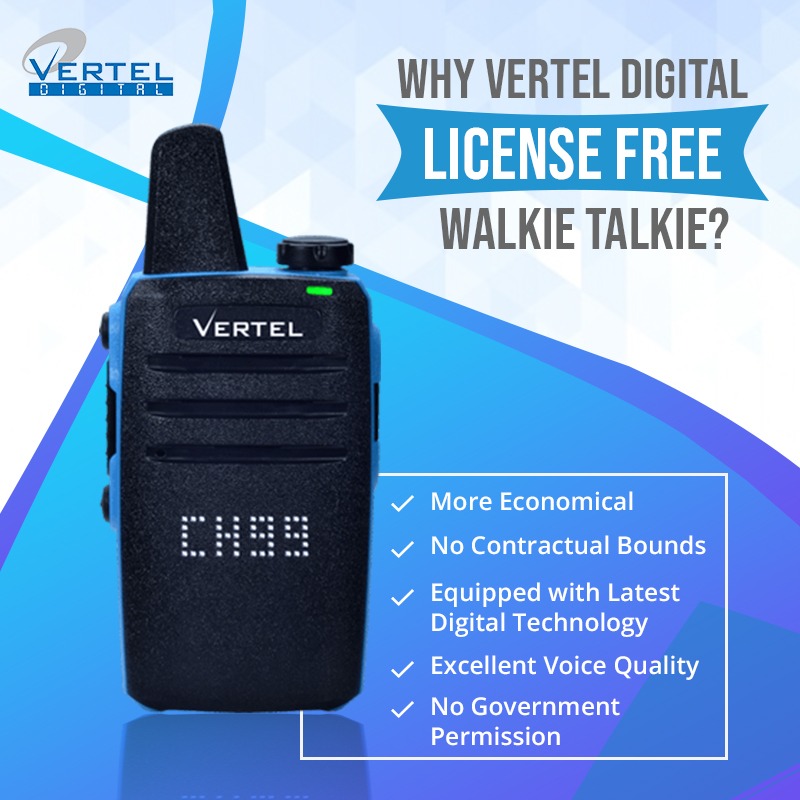 VERTEL
DIGITAL
WHY VERTEL DIGITAL
LICENSE FREE
WALKIE TALKIE?
VERTEL
CH99
More Economical
No Contractual Bounds
Equipped with Latest
Digital Technology
Excellent Voice Quality
No Government
Permission